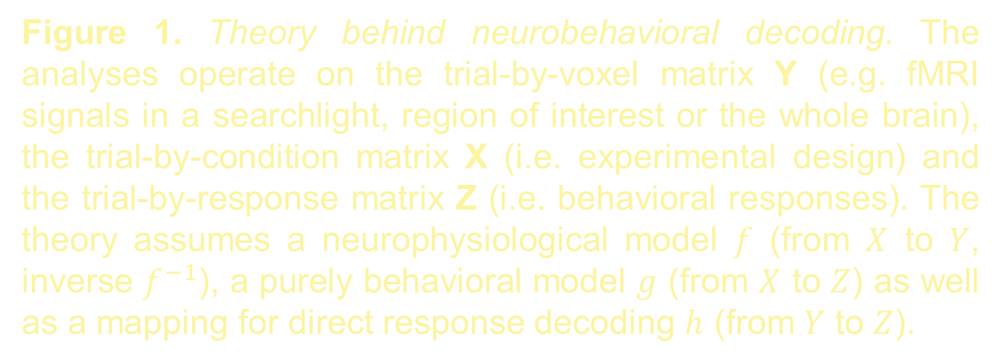 Figure 1. Theory behind neurobehavioral decoding. The
analyses operate on the trial-by-voxel matrix Y (e.g. fMRI
signals in a searchlight, region of interest or the whole brain),
the trial-by-condition matrix X (i.e. experimental design) and
the trial-by-response matrix Z (i.e. behavioral responses). The
theory assumes a neurophysiological model f (from X to Y,
inverse f⁻¹), a purely behavioral model g (from X to Z) as well
as a mapping for direct response decoding h (from Y to Z).